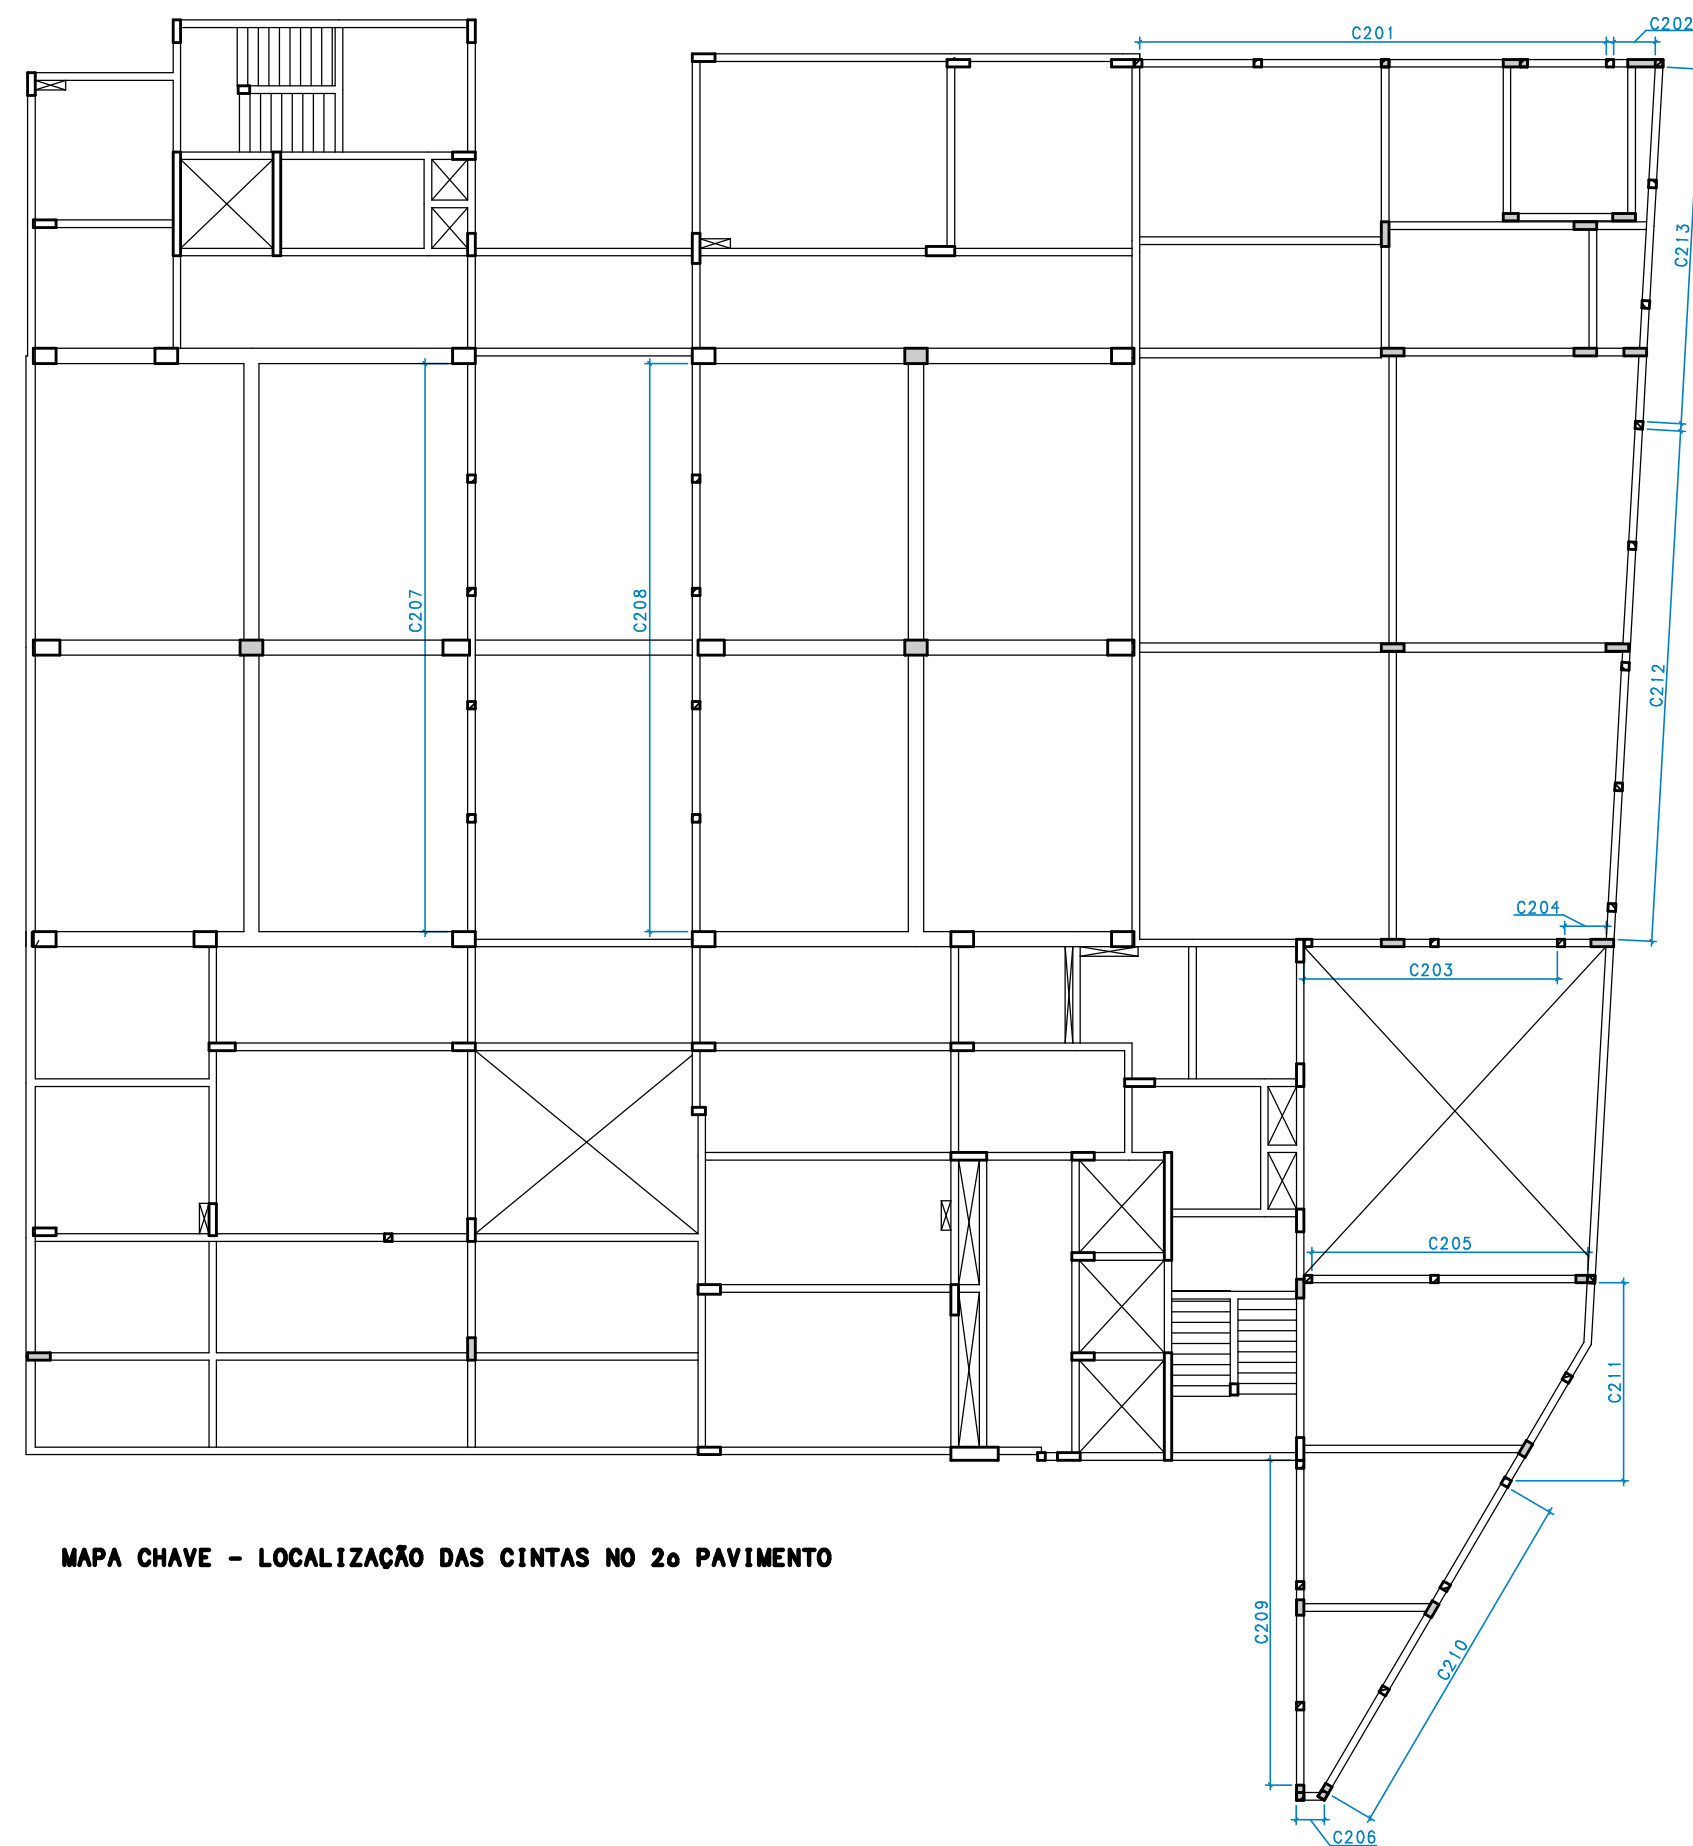 C202
C201
C213
C207
C208
C212
C204
C203
C205
C211
MAPA CHAVE - LOCALIZAÇÃO DAS CINTAS NO 2o PAVIMENTO
C209
C210
C206